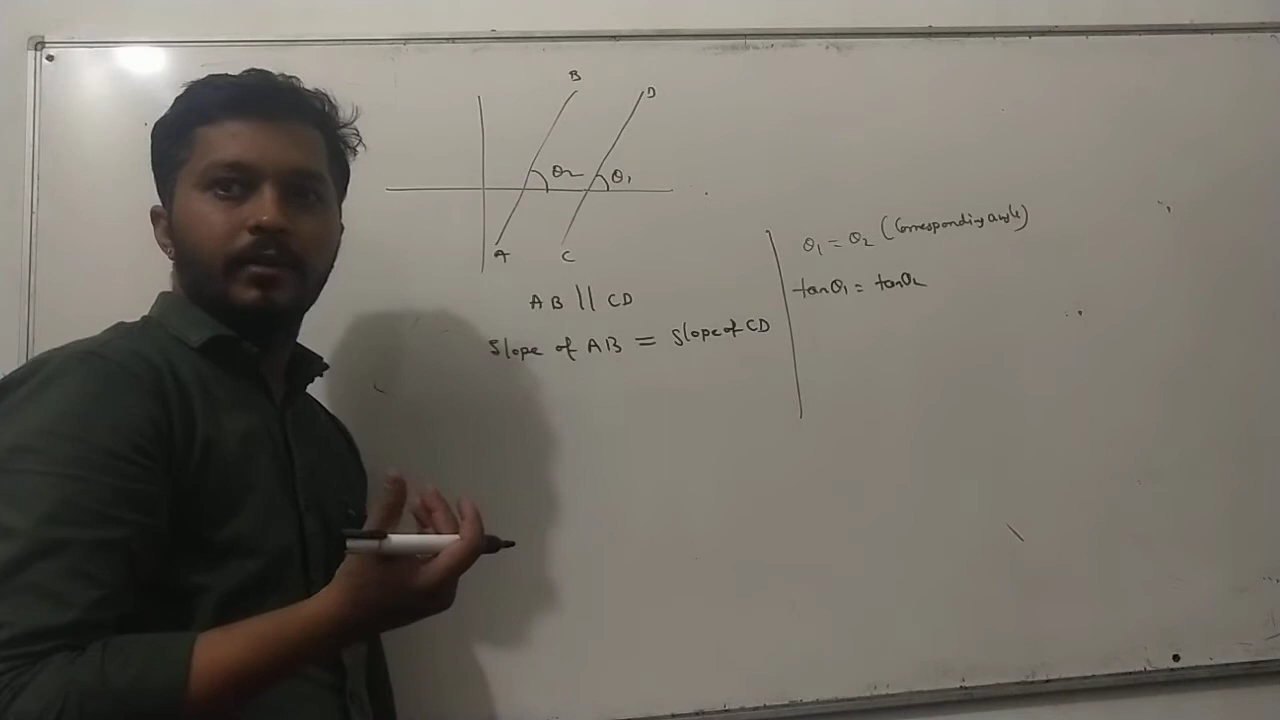 B
D
θ2
θ1
A
C
AB || CD
Slope of AB = Slope of CD
θ1 = θ2 (Corresponding angle)
tanθ1 = tanθ2